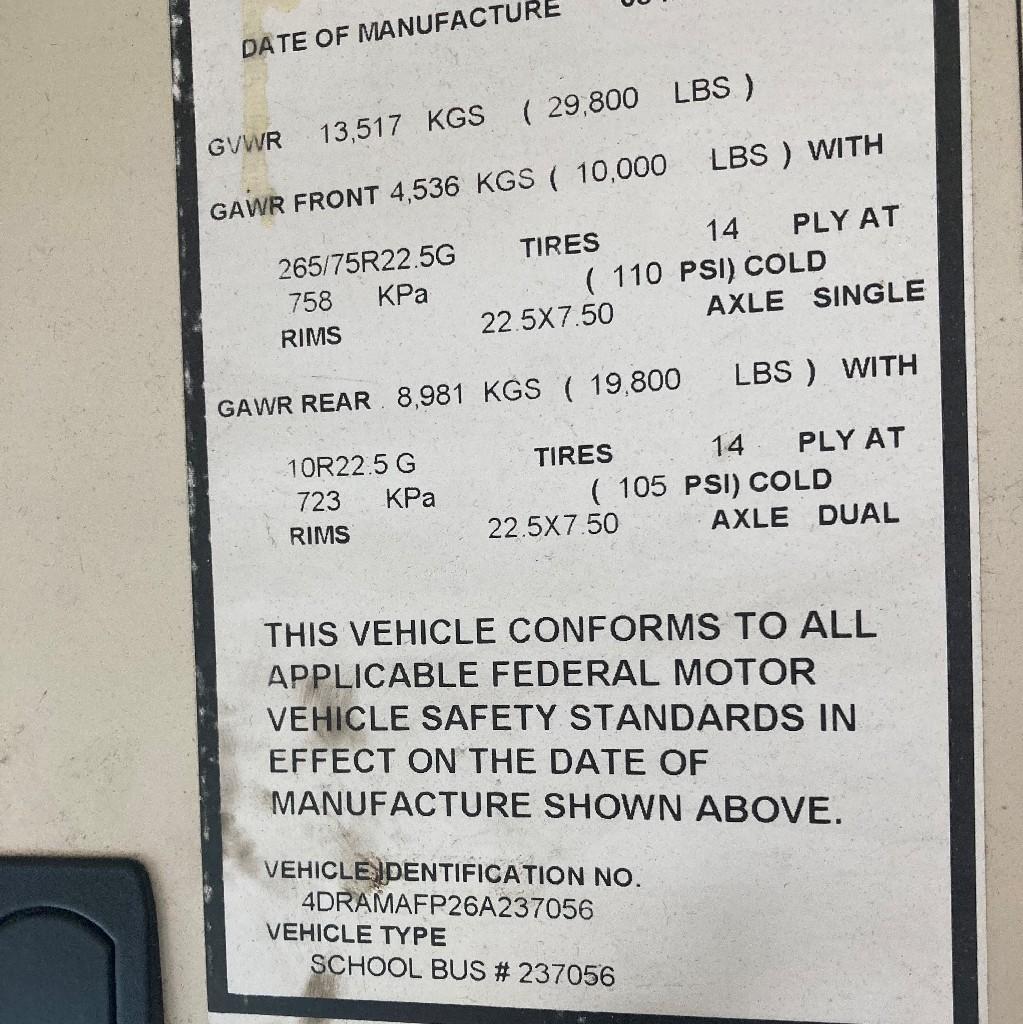 DATE OF MANUFACTURE
GVWR 13,517 KGS ( 29,800 LBS )
GAWR FRONT 4,536 KGS ( 10,000 LBS ) WITH
265/75R22.5G TIRES 14 PLY AT
758 KPa ( 110 PSI) COLD
RIMS 22.5X7.50 AXLE SINGLE
GAWR REAR 8,981 KGS ( 19,800 LBS ) WITH
10R22.5 G TIRES 14 PLY AT
723 KPa ( 105 PSI) COLD
RIMS 22.5X7.50 AXLE DUAL
THIS VEHICLE CONFORMS TO ALL
APPLICABLE FEDERAL MOTOR
VEHICLE SAFETY STANDARDS IN
EFFECT ON THE DATE OF
MANUFACTURE SHOWN ABOVE.
VEHICLE IDENTIFICATION NO.
4DRAMAFP26A237056
VEHICLE TYPE
SCHOOL BUS # 237056